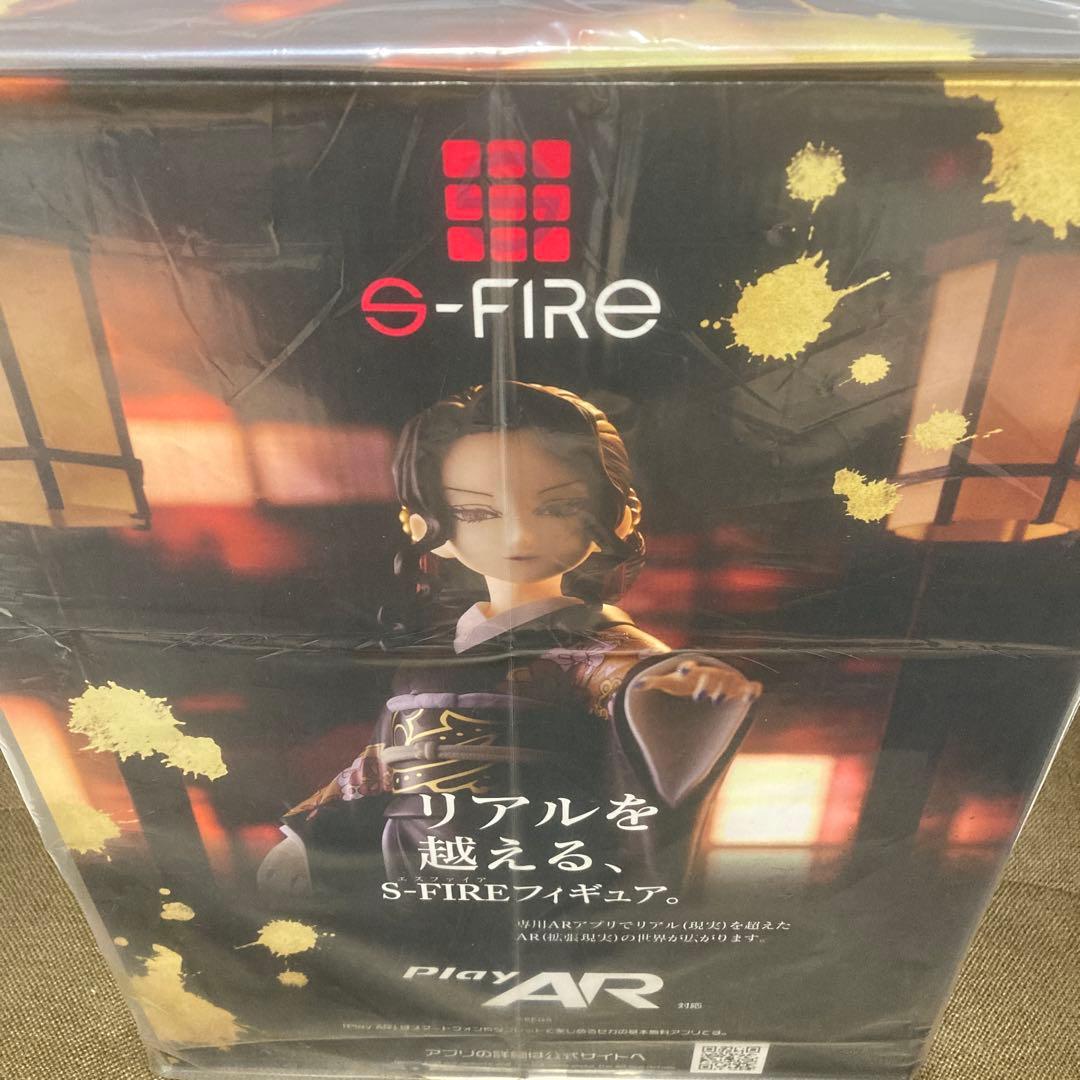 S-FIRE
リアルを
越える、
エスファイア
S-FIREフィギュア。
専用ARアプリでリアル(現実)を超えた
AR(拡張現実)の世界が広がります。
Play AR 対応
アプリの詳細は公式サイトへ